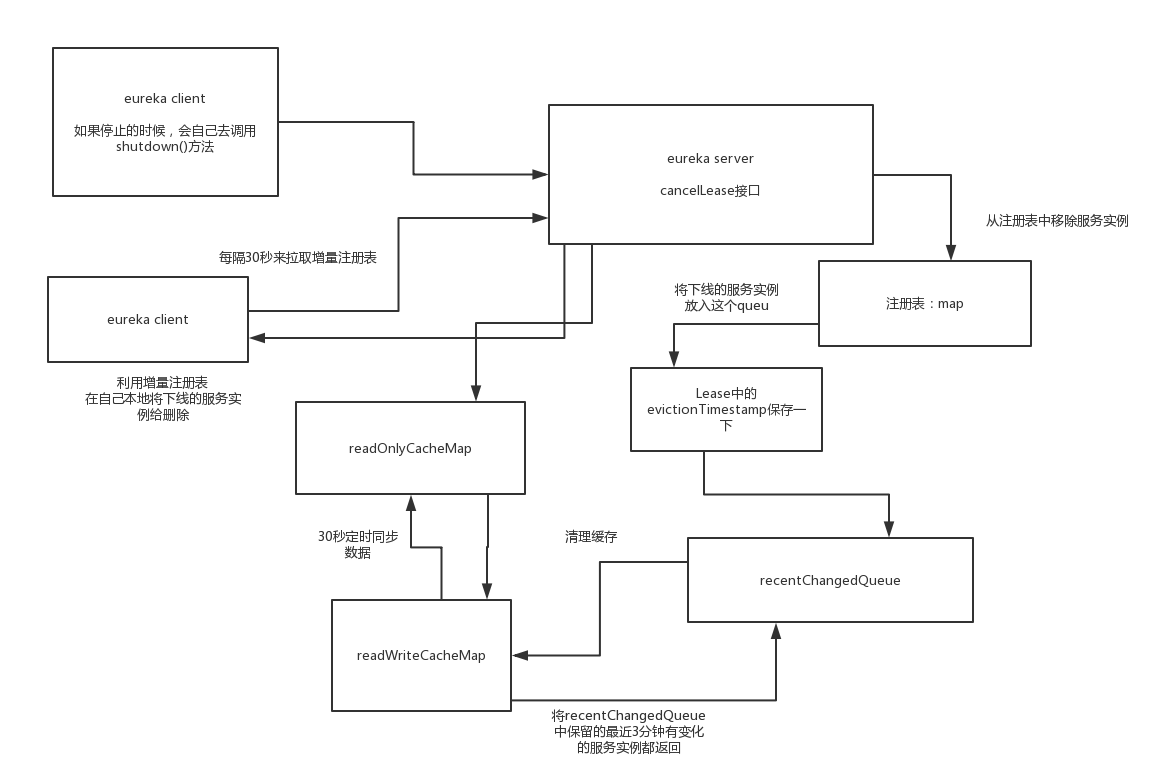 eureka client
如果停止的时候，会自己去调用
shutdown()方法
eureka server
cancelLease接口
从注册表中移除服务实例
每隔30秒来拉取增量注册表
eureka client
将下线的服务实例
放入这个queu
注册表：map
利用增量注册表
在自己本地将下线的服务实
例给删除
Lease中的
evictionTimestamp保存一
下
readOnlyCacheMap
30秒定时同步
数据
清理缓存
recentChangedQueue
readWriteCacheMap
将recentChangedQueue
中保留的最近3分钟有变化
的服务实例都返回